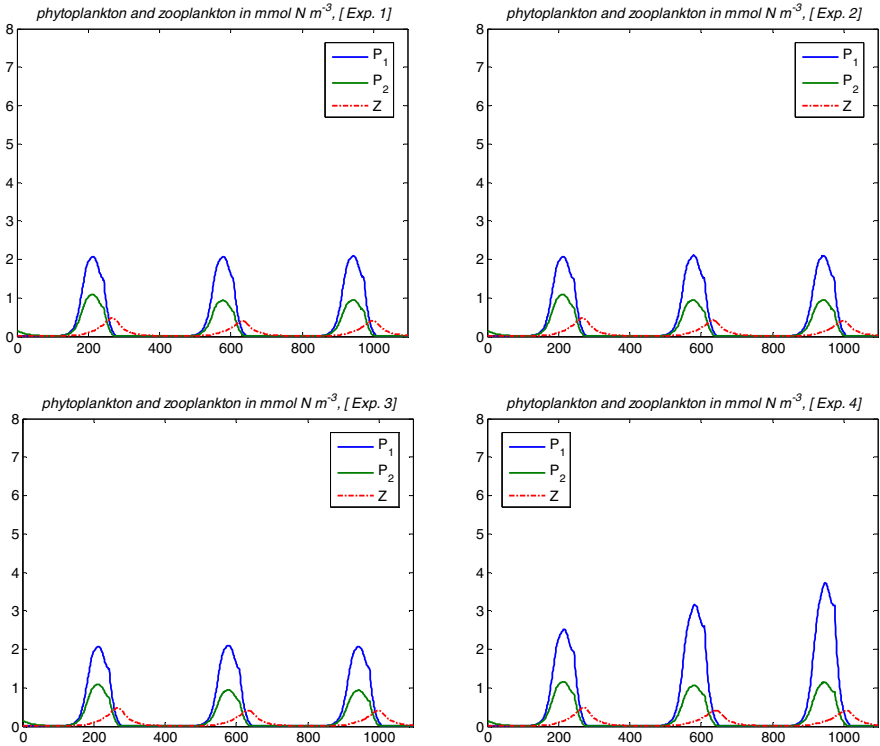 phytoplankton and zooplankton in mmol N m-3, [ Exp. 1]
8
7
6
5
4
3
2
1
0
0 200 400 600 800 1000
P1
P2
Z
phytoplankton and zooplankton in mmol N m-3, [ Exp. 2]
8
7
6
5
4
3
2
1
0
0 200 400 600 800 1000
P1
P2
Z
phytoplankton and zooplankton in mmol N m-3, [ Exp. 3]
8
7
6
5
4
3
2
1
0
0 200 400 600 800 1000
P1
P2
Z
phytoplankton and zooplankton in mmol N m-3, [ Exp. 4]
8
7
6
5
4
3
2
1
0
0 200 400 600 800 1000
P1
P2
Z